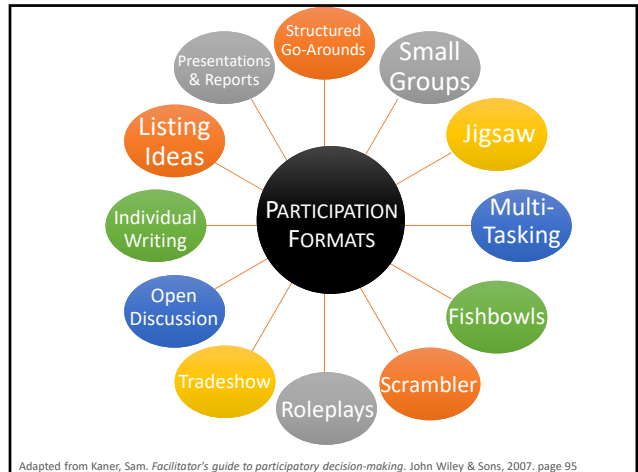 Structured
Go-Arounds
Small
Groups
Jigsaw
Multi-
Tasking
Fishbowls
Scrambler
Roleplays
Tradeshow
Open
Discussion
Individual
Writing
Listing
Ideas
Presentations
& Reports
PARTICIPATION
FORMATS
Adapted from Kaner, Sam. Facilitator's guide to participatory decision-making. John Wiley & Sons, 2007. page 95